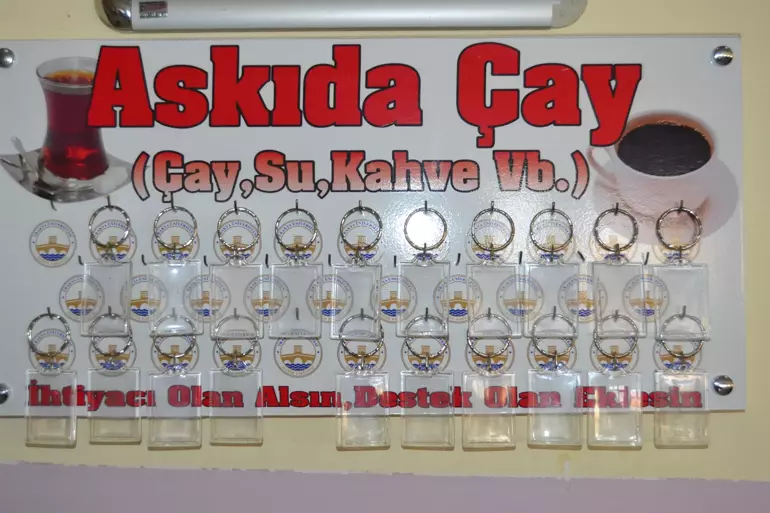 Askıda Çay
(Çay,Su,Kahve Vb.)
İhtiyacı Olan Alsın,Destek Olan Eklesin